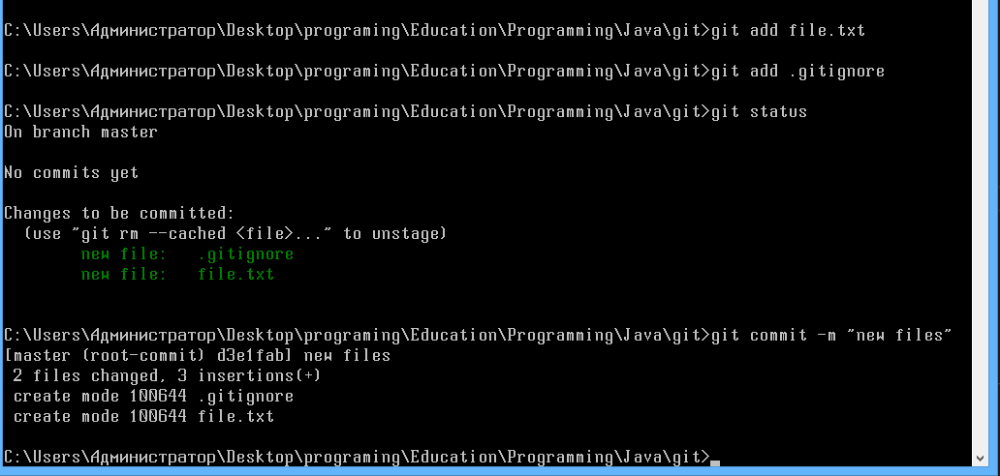 C:\Users\Администратор\Desktop\programing\Education\Programming\Java\git>git add file.txt
C:\Users\Администратор\Desktop\programing\Education\Programming\Java\git>git add .gitignore
C:\Users\Администратор\Desktop\programing\Education\Programming\Java\git>git status
On branch master
No commits yet
Changes to be committed:
  (use "git rm --cached <file>..." to unstage)
        new file:   .gitignore
        new file:   file.txt
C:\Users\Администратор\Desktop\programing\Education\Programming\Java\git>git commit -m "new files"
[master (root-commit) d3e1fab] new files
 2 files changed, 3 insertions(+)
 create mode 100644 .gitignore
 create mode 100644 file.txt
C:\Users\Администратор\Desktop\programing\Education\Programming\Java\git>